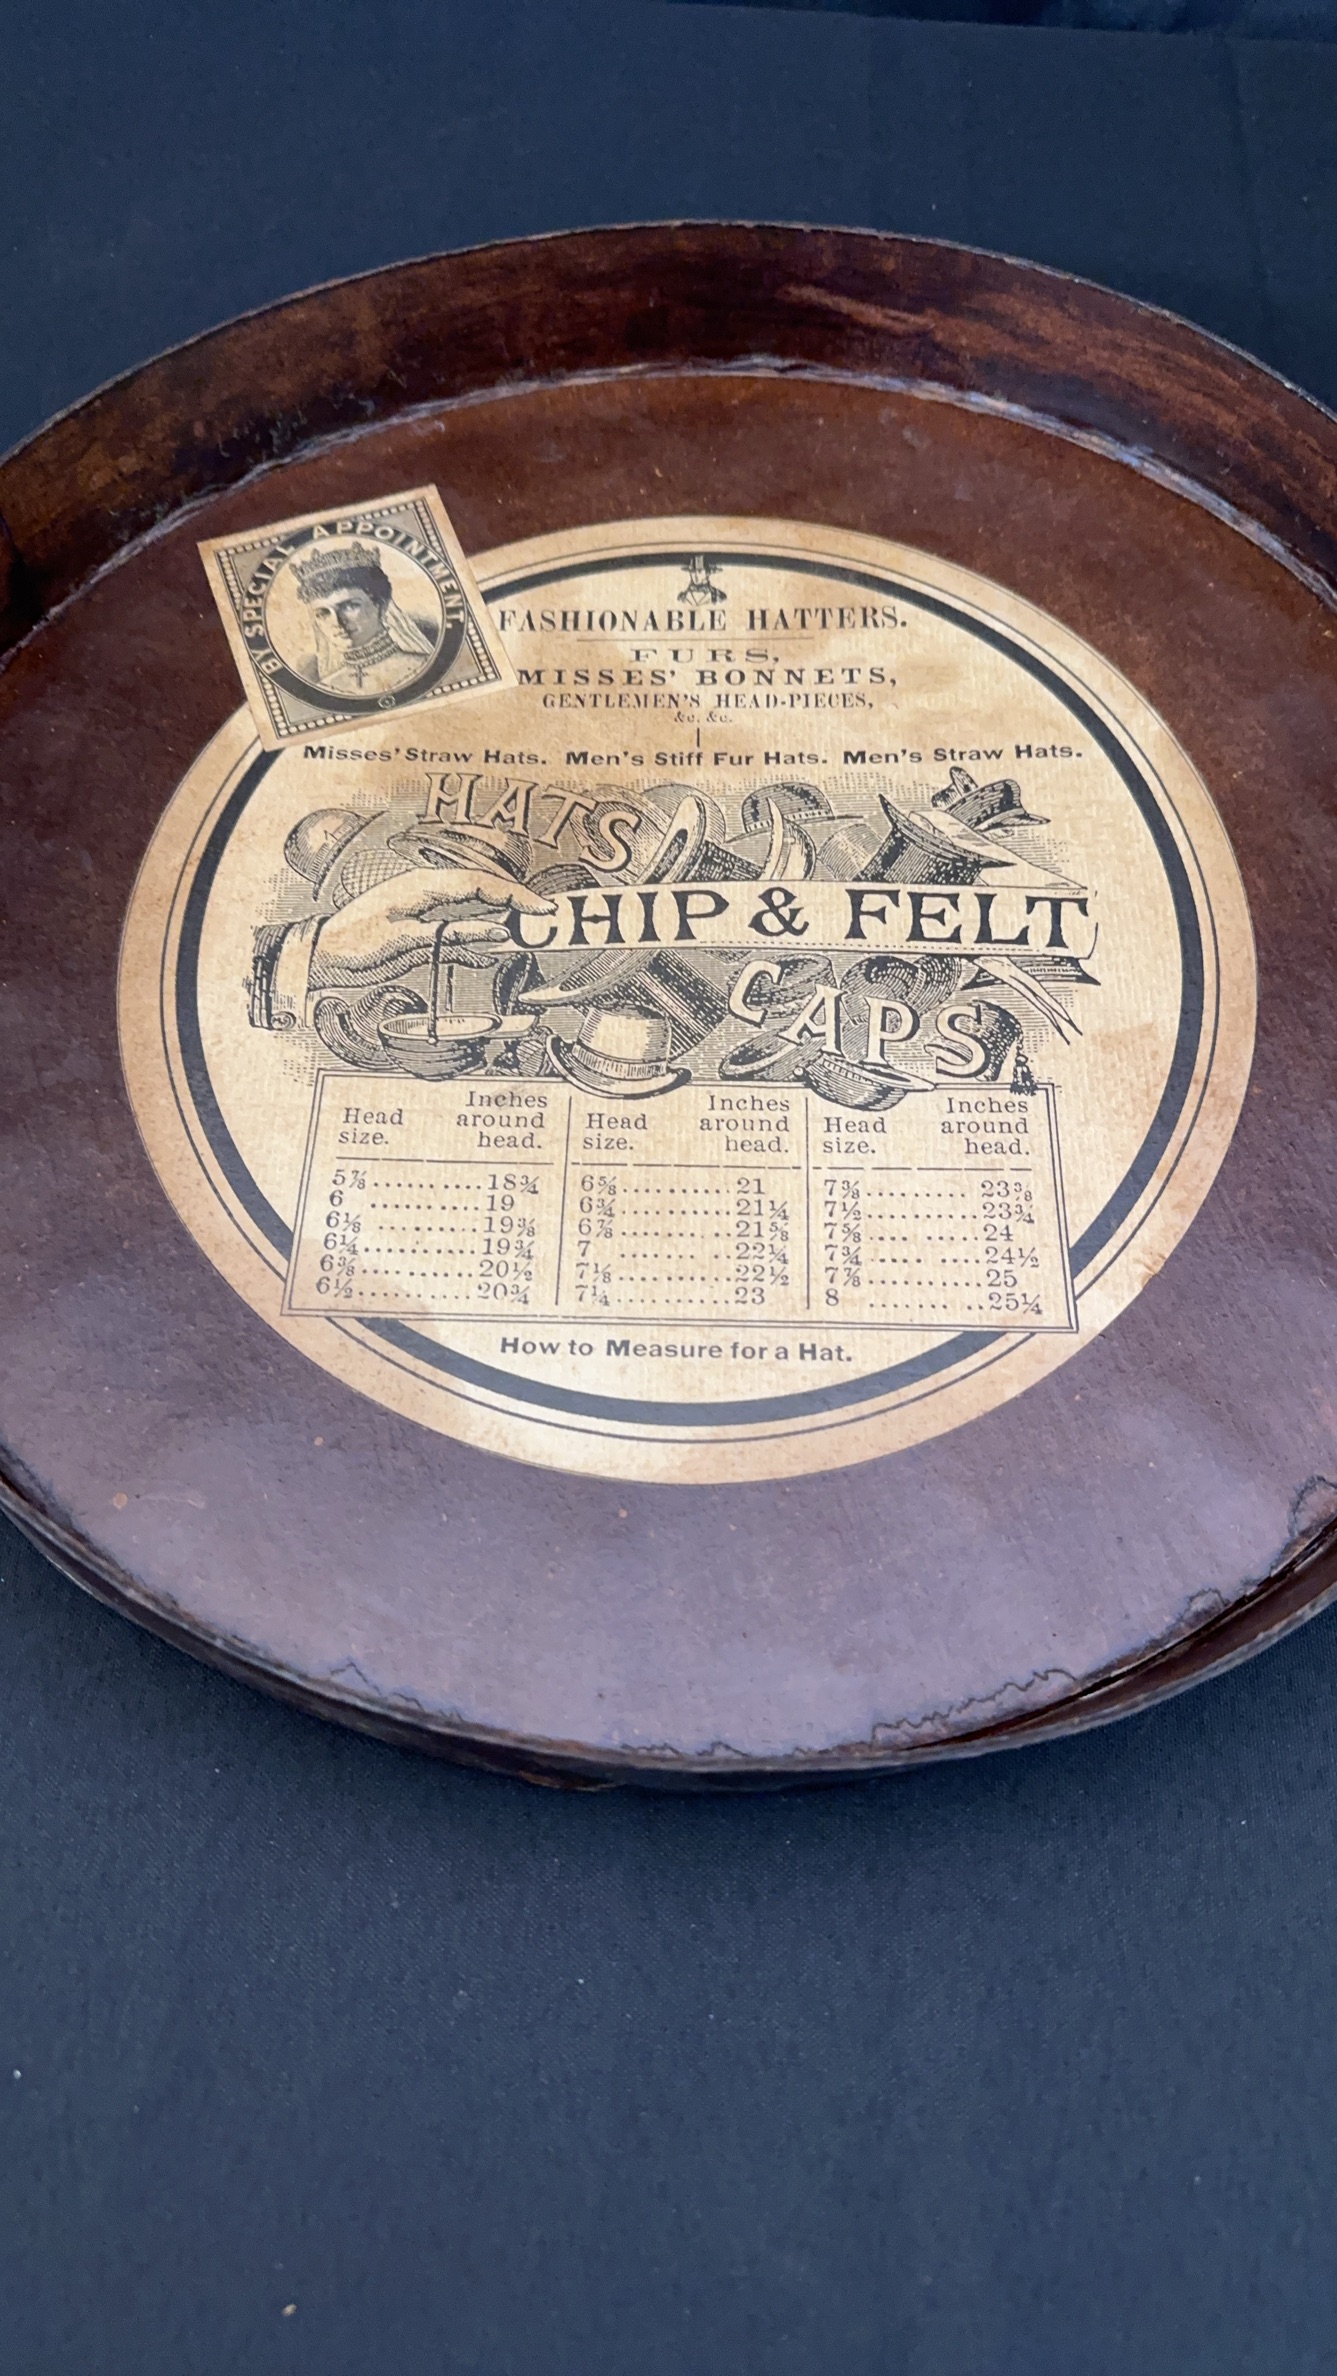 BY SPECIAL APPOINTMENT.
FASHIONABLE HATTERS.
FURS,
MISSES' BONNETS,
GENTLEMEN'S HEAD-PIECES,
&c. &c.
Misses' Straw Hats. Men's Stiff Fur Hats. Men's Straw Hats.
HATS
CHIP & FELT
CAPS
Head size. Inches around head.
5⅞..........18¾
6 ..........19
6⅛ .........19⅜
6¼..........19¾
6⅜..........20½
6½..........20¾
Head size. Inches around head.
6⅝..........21
6¾..........21¼
6⅞..........21⅝
7 ..........22¼
7⅛..........22½
7¼..........23
Head size. Inches around head.
7⅜......... 23⅜
7½.........23¾
7⅝.... .....24
7¾.... .....24½
7⅞..........25
8 ....... ..25¼
How to Measure for a Hat.